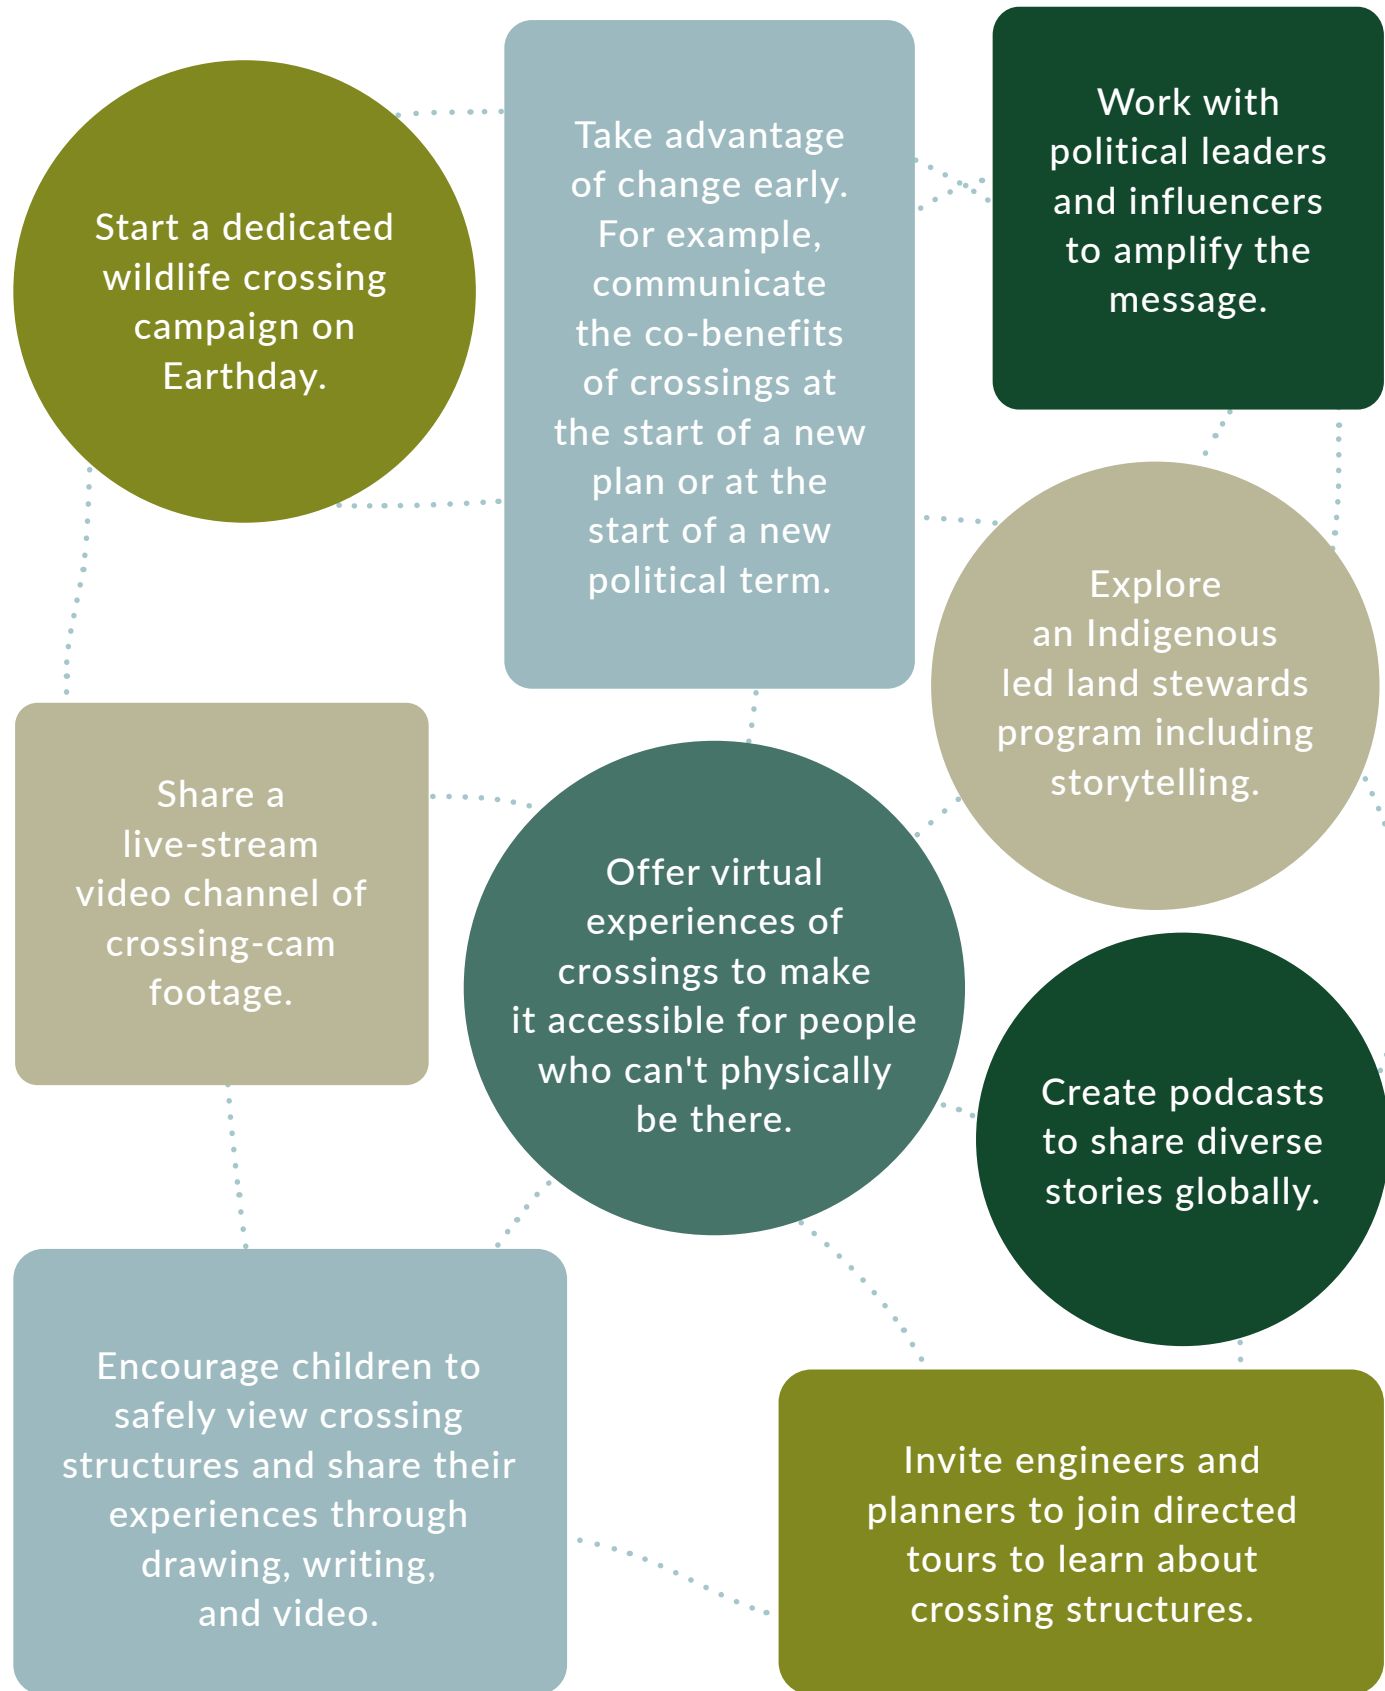 Start a dedicated
wildlife crossing
campaign on
Earthday.
Take advantage
of change early.
For example,
communicate
the co-benefits
of crossings at
the start of a new
plan or at the
start of a new
political term.
Work with
political leaders
and influencers
to amplify the
message.
Explore
an Indigenous
led land stewards
program including
storytelling.
Share a
live-stream
video channel of
crossing-cam
footage.
Offer virtual
experiences of
crossings to make
it accessible for people
who can't physically
be there.
Create podcasts
to share diverse
stories globally.
Encourage children to
safely view crossing
structures and share their
experiences through
drawing, writing,
and video.
Invite engineers and
planners to join directed
tours to learn about
crossing structures.